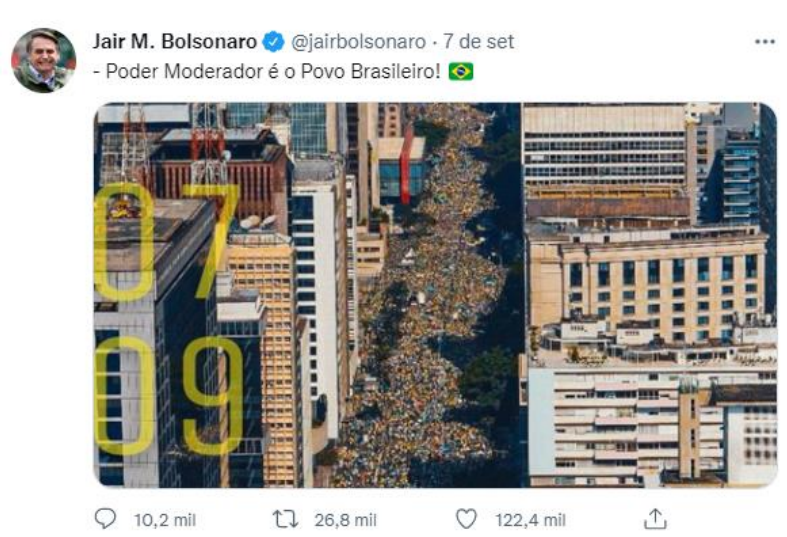 Jair M. Bolsonaro @jairbolsonaro · 7 de set
- Poder Moderador é o Povo Brasileiro! 🇧🇷
07
09
10,2 mil 26,8 mil 122,4 mil